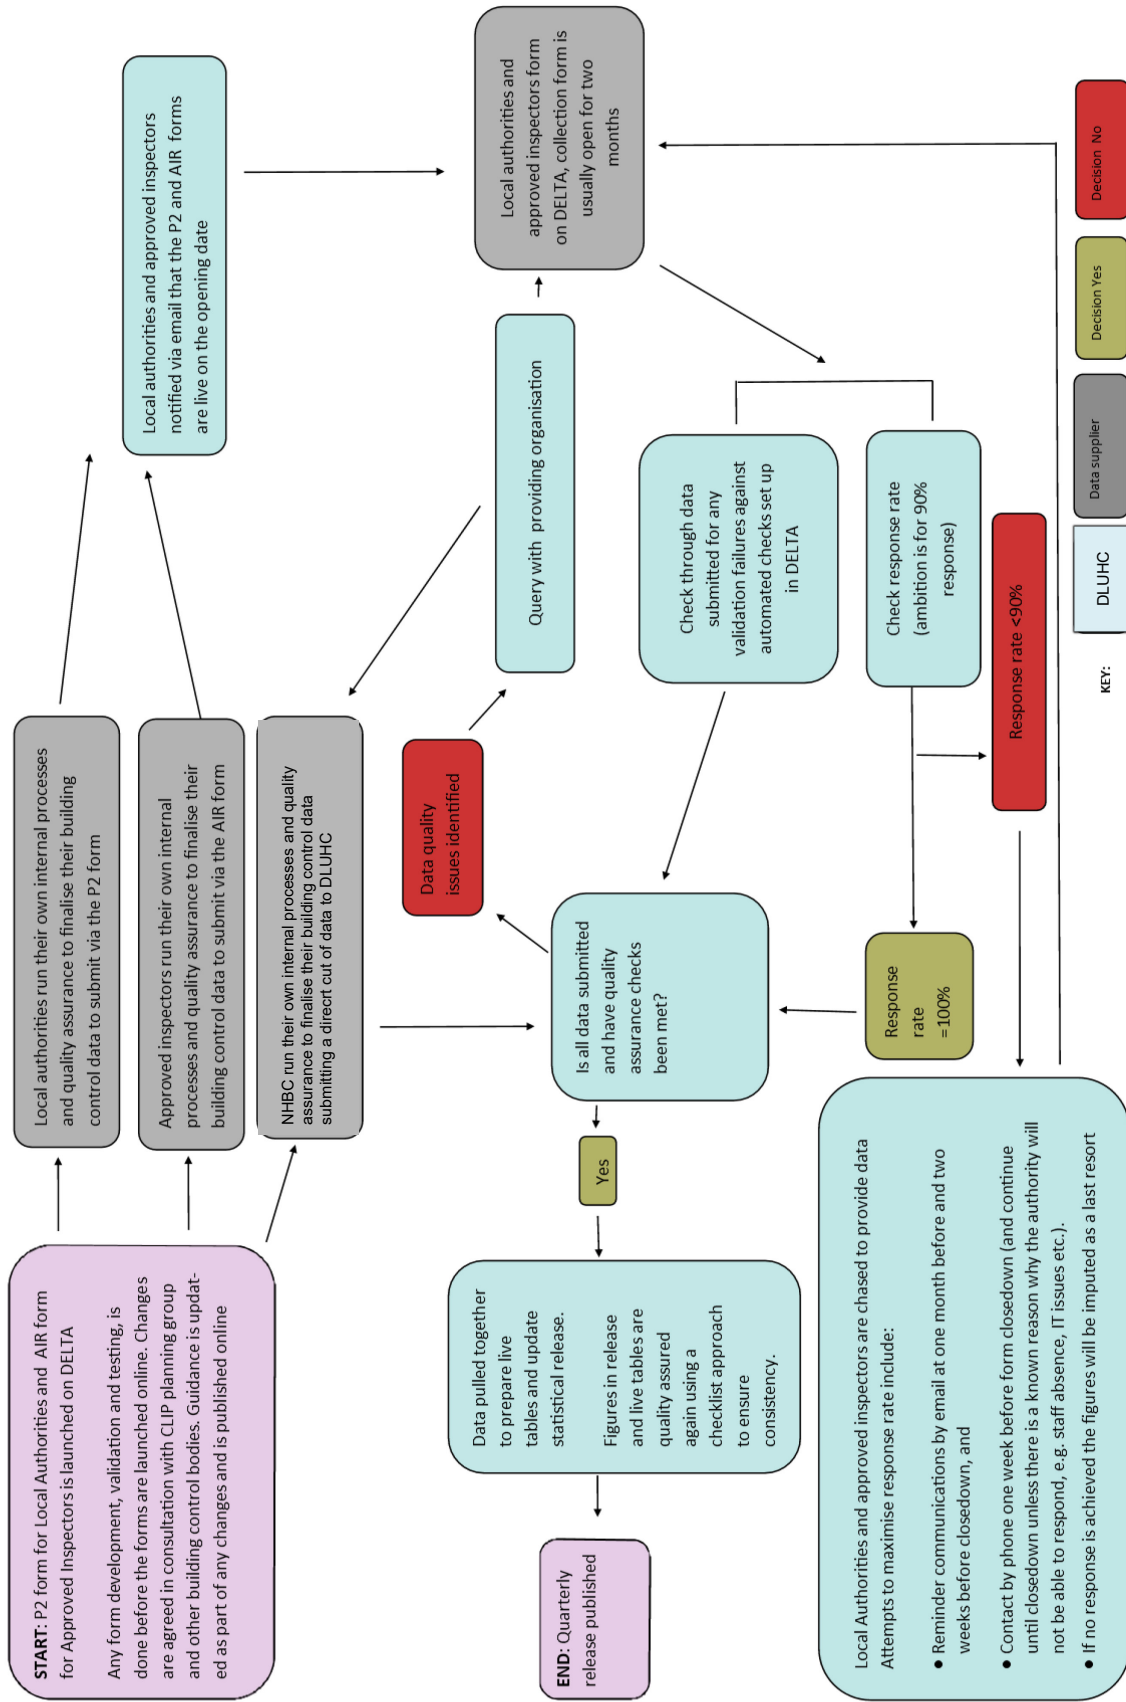 START: P2 form for Local Authorities and AIR form
for Approved Inspectors is launched on DELTA
Any form development, validation and testing, is
done before the forms are launched online. Changes
are agreed in consultation with CLIP planning group
and other building control bodies. Guidance is updat-
ed as part of any changes and is published online
Local authorities run their own internal processes
and quality assurance to finalise their building
control data to submit via the P2 form
Approved inspectors run their own internal
processes and quality assurance to finalise their
building control data to submit via the AIR form
NHBC run their own internal processes and quality
assurance to finalise their building control data
submitting a direcrt cut of data to DLUHC
Local authorities and approved inspectors
notified via email that the P2 and AIR forms
are live on the opening date
Local authorities and
approved inspectors form
on DELTA, collection form is
usually open for two
months
Query with providing organisation
Data quality
issues identified
Check through data
submitted for any
validation failures against
automated checks set up
in DELTA
Check response rate
(ambition is for 90%
response)
Response rate <90%
Is all data submitted
and have quality
assurance checks
been met?
Response
rate
=100%
Yes
Data pulled together
to prepare live
tables and update
statistical release.
Figures in release
and live tables are
quality assured
again using a
checklist approach
to ensure
consistency.
END: Quarterly
release published
Local Authorities and approved inspectors are chased to provide data
Attempts to maximise response rate include:
● Reminder communications by email at one month before and two
weeks before closedown, and
● Contact by phone one week before form closedown (and continue
until closedown unless there is a known reason why the authority will
not be able to respond, e.g. staff absence, IT issues etc.).
● If no response is achieved the figures will be imputed as a last resort
KEY:
DLUHC
Data supplier
Decision Yes
Decision No